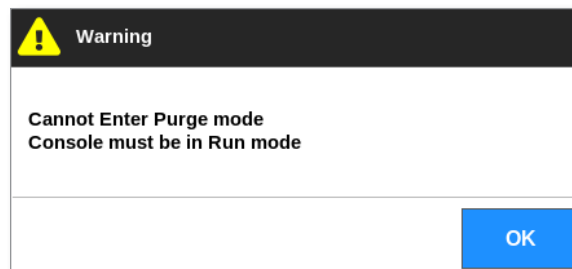 Warning
Cannot Enter Purge mode
Console must be in Run mode
OK